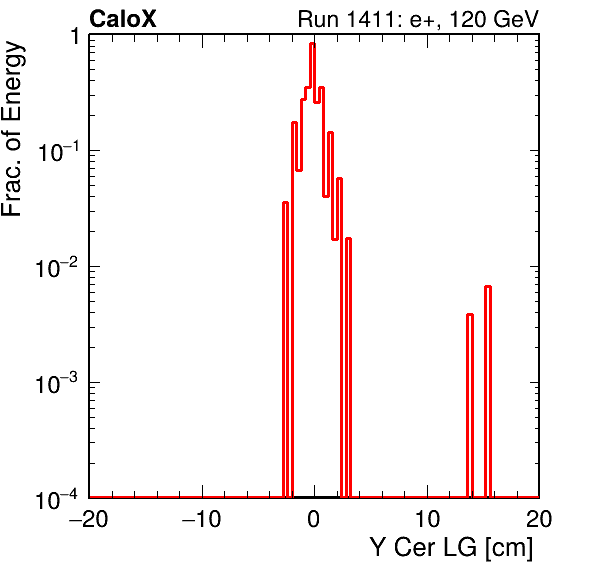 CaloX Run 1411: e+, 120 GeV
Frac. of Energy
1
10⁻¹
10⁻²
10⁻³
10⁻⁴
−20 −10 0 10 20
Y Cer LG [cm]